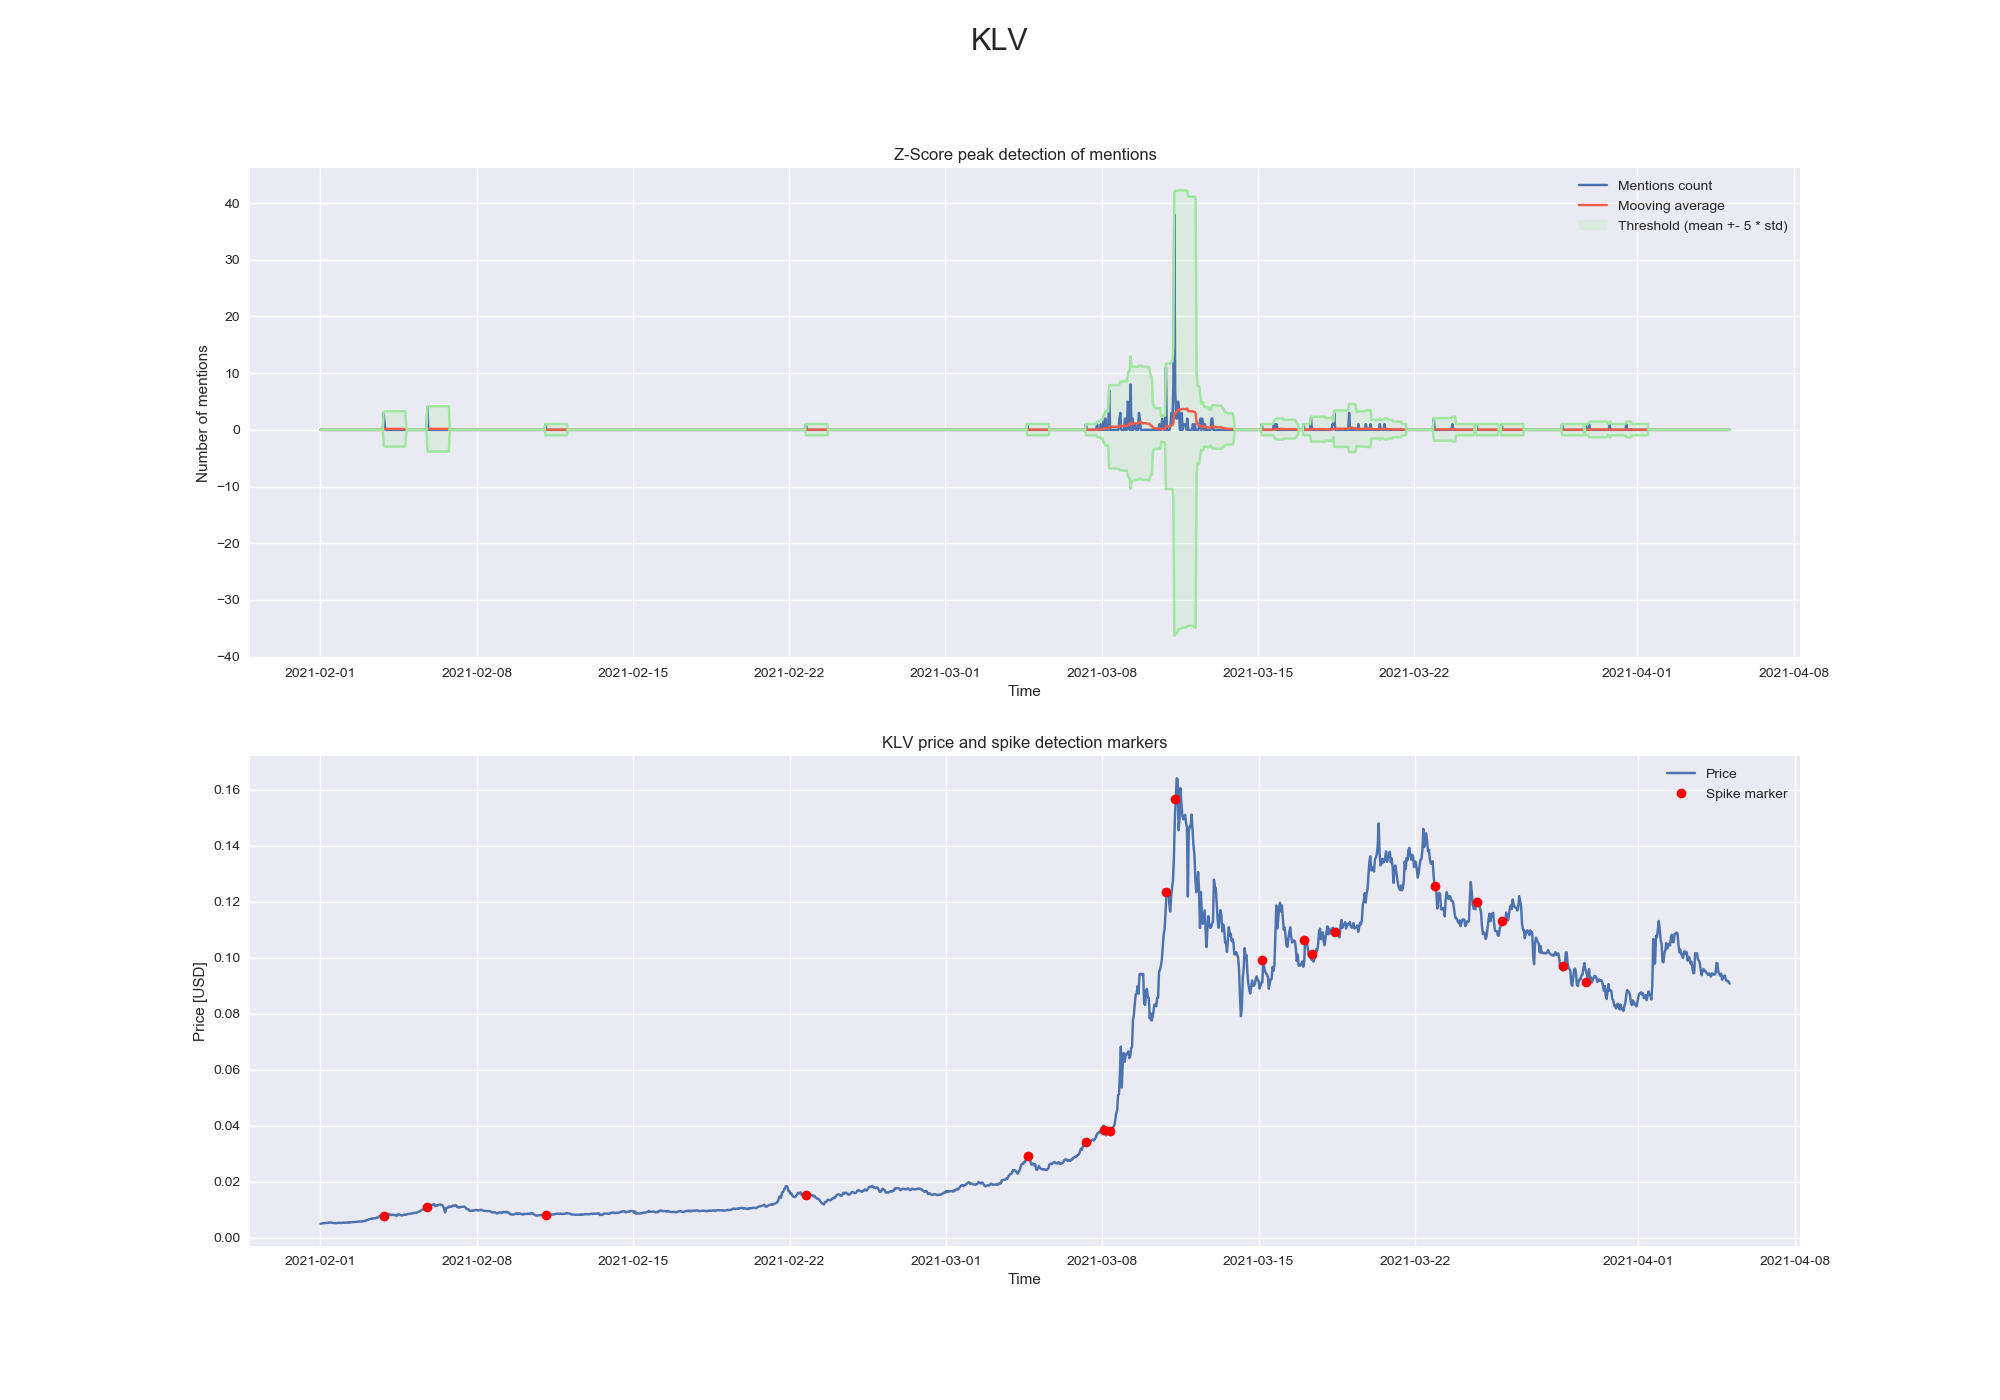 KLV
Z-Score peak detection of mentions
Mentions count
Mooving average
Threshold (mean +- 5 * std)
Number of mentions
40
30
20
10
0
−10
−20
−30
−40
2021-02-01 2021-02-08 2021-02-15 2021-02-22 2021-03-01 2021-03-08 2021-03-15 2021-03-22 2021-04-01 2021-04-08
Time
KLV price and spike detection markers
Price
Spike marker
Price [USD]
0.16
0.14
0.12
0.10
0.08
0.06
0.04
0.02
0.00
2021-02-01 2021-02-08 2021-02-15 2021-02-22 2021-03-01 2021-03-08 2021-03-15 2021-03-22 2021-04-01 2021-04-08
Time